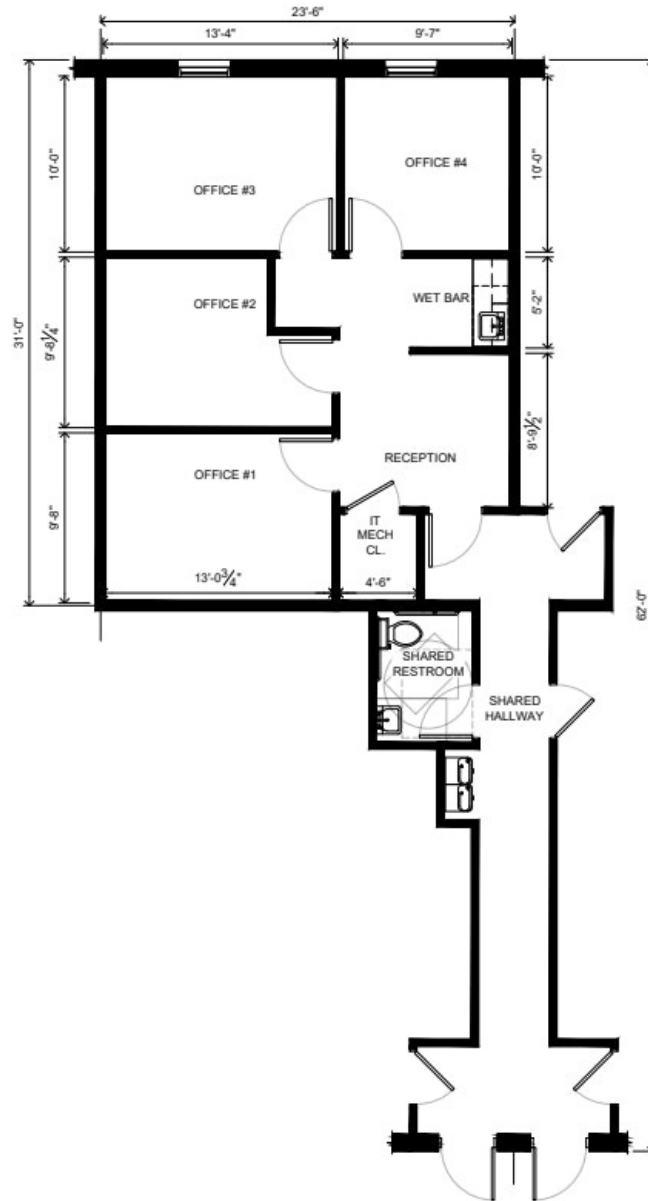 23'-6"
13'-4"
9'-7"
10'-0"
OFFICE #3
OFFICE #4
10'-0"
31'-0"
9'-8¼"
OFFICE #2
WET BAR
5'-2"
OFFICE #1
RECEPTION
8'-9½"
9'-8"
IT
MECH
CL.
13'-0¾"
4'-6"
62'-0"
SHARED
RESTROOM
SHARED
HALLWAY